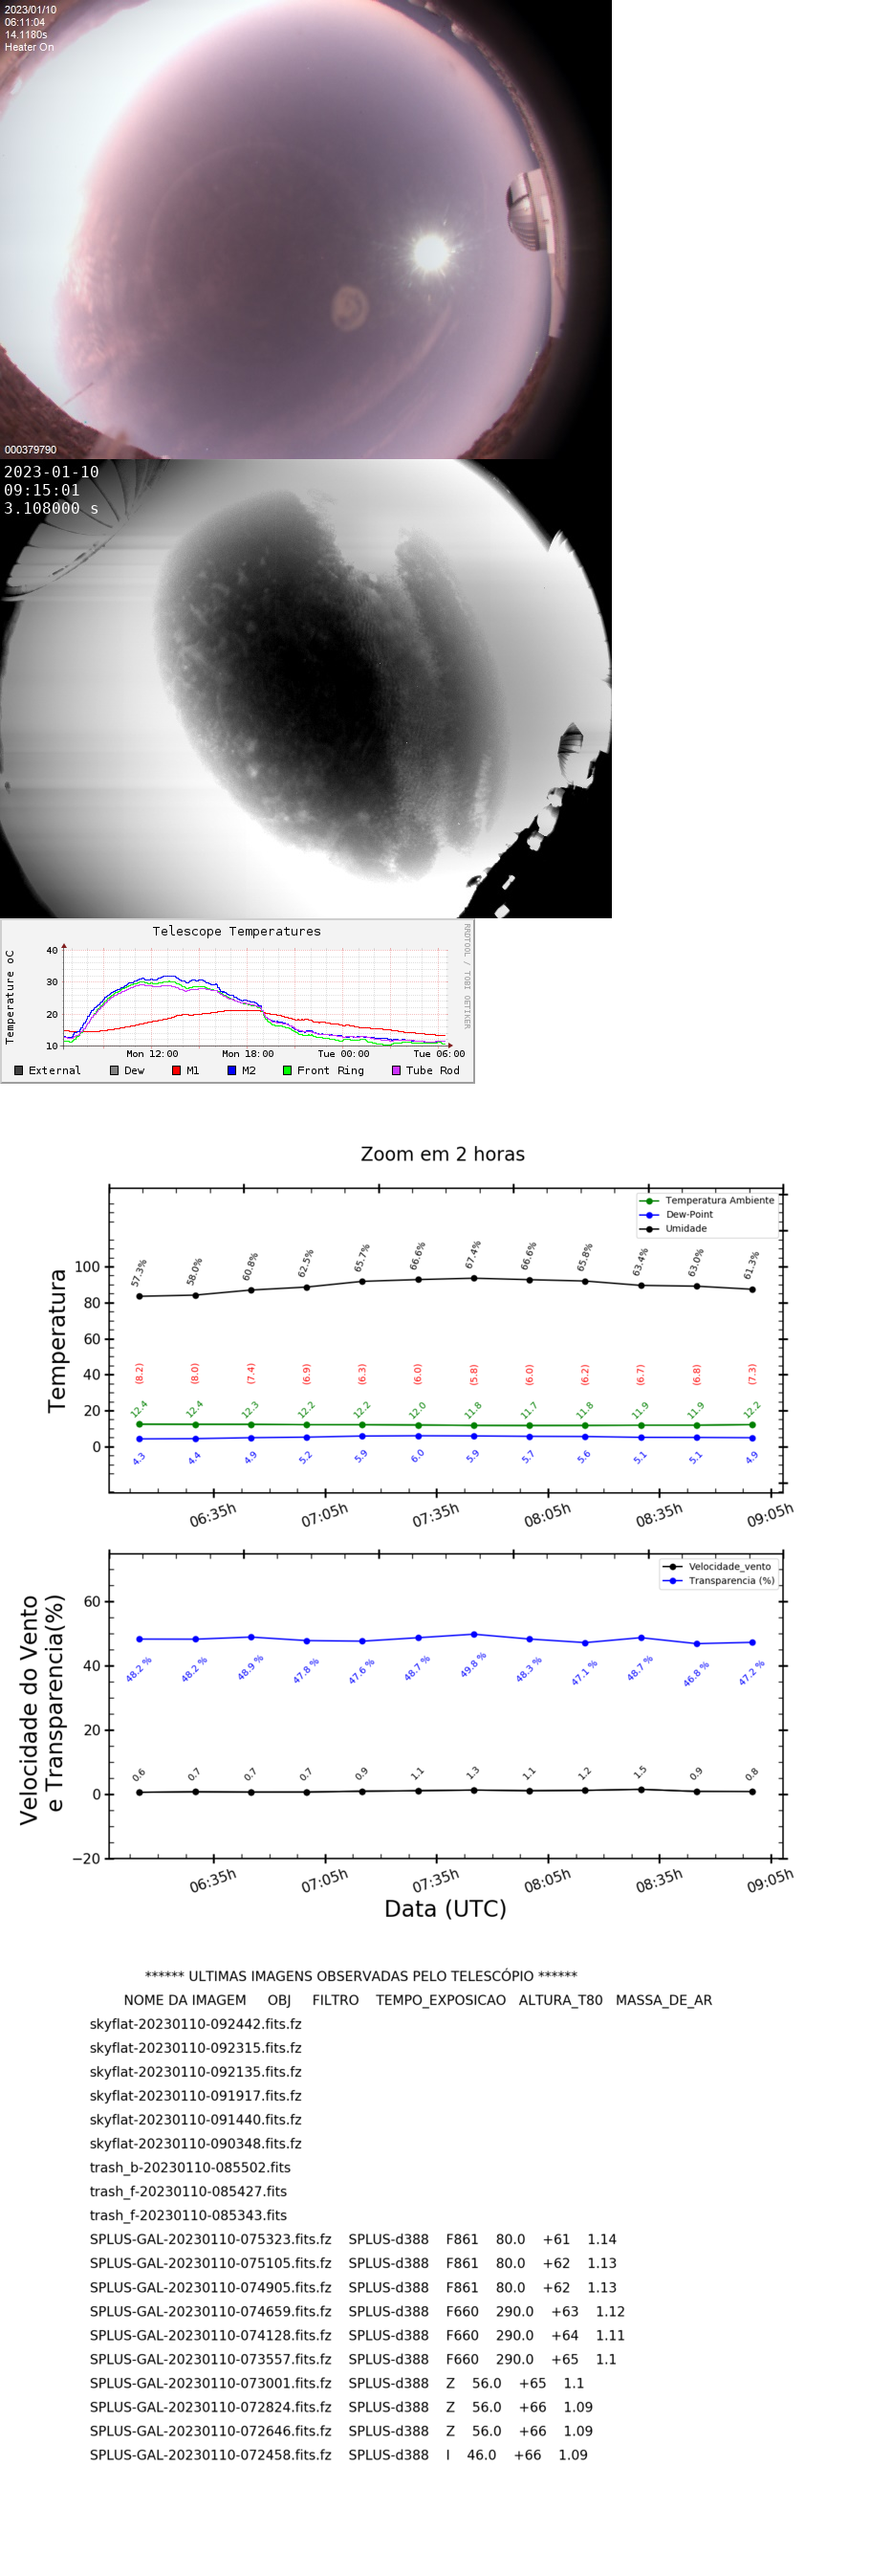 2023/01/10
06:11:04
14.1180s
Heater On
000379790
2023-01-10
09:15:01
3.108000 s
Telescope Temperatures
RRDTOOL / TOBI OETIKER
Temperature oC
40
30
20
10
Mon 12:00 Mon 18:00 Tue 00:00 Tue 06:00
External Dew M1 M2 Front Ring Tube Rod
Zoom em 2 horas
Temperatura Ambiente
Dew-Point
Umidade
Temperatura
100
80
60
40
20
0
57.3% 58.0% 60.8% 62.5% 65.7% 66.6% 67.4% 66.6% 65.8% 63.4% 63.0% 61.3%
(8.2) (8.0) (7.4) (6.9) (6.3) (6.0) (5.8) (6.0) (6.2) (6.7) (6.8) (7.3)
12.4 12.4 12.3 12.2 12.2 12.0 11.8 11.7 11.8 11.9 11.9 12.2
4.3 4.4 4.9 5.2 5.9 6.0 5.9 5.7 5.6 5.1 5.1 4.9
06:35h 07:05h 07:35h 08:05h 08:35h 09:05h
Velocidade_vento
Transparencia (%)
Velocidade do Vento
e Transparencia(%)
60
40
20
0
−20
48.2 % 48.2 % 48.9 % 47.8 % 47.6 % 48.7 % 49.8 % 48.3 % 47.1 % 48.7 % 46.8 % 47.2 %
0.6 0.7 0.7 0.7 0.9 1.1 1.3 1.1 1.2 1.5 0.9 0.8
06:35h 07:05h 07:35h 08:05h 08:35h 09:05h
Data (UTC)
****** ULTIMAS IMAGENS OBSERVADAS PELO TELESCÓPIO ******
NOME DA IMAGEM OBJ FILTRO TEMPO_EXPOSICAO ALTURA_T80 MASSA_DE_AR
skyflat-20230110-092442.fits.fz
skyflat-20230110-092315.fits.fz
skyflat-20230110-092135.fits.fz
skyflat-20230110-091917.fits.fz
skyflat-20230110-091440.fits.fz
skyflat-20230110-090348.fits.fz
trash_b-20230110-085502.fits
trash_f-20230110-085427.fits
trash_f-20230110-085343.fits
SPLUS-GAL-20230110-075323.fits.fz SPLUS-d388 F861 80.0 +61 1.14
SPLUS-GAL-20230110-075105.fits.fz SPLUS-d388 F861 80.0 +62 1.13
SPLUS-GAL-20230110-074905.fits.fz SPLUS-d388 F861 80.0 +62 1.13
SPLUS-GAL-20230110-074659.fits.fz SPLUS-d388 F660 290.0 +63 1.12
SPLUS-GAL-20230110-074128.fits.fz SPLUS-d388 F660 290.0 +64 1.11
SPLUS-GAL-20230110-073557.fits.fz SPLUS-d388 F660 290.0 +65 1.1
SPLUS-GAL-20230110-073001.fits.fz SPLUS-d388 Z 56.0 +65 1.1
SPLUS-GAL-20230110-072824.fits.fz SPLUS-d388 Z 56.0 +66 1.09
SPLUS-GAL-20230110-072646.fits.fz SPLUS-d388 Z 56.0 +66 1.09
SPLUS-GAL-20230110-072458.fits.fz SPLUS-d388 I 46.0 +66 1.09